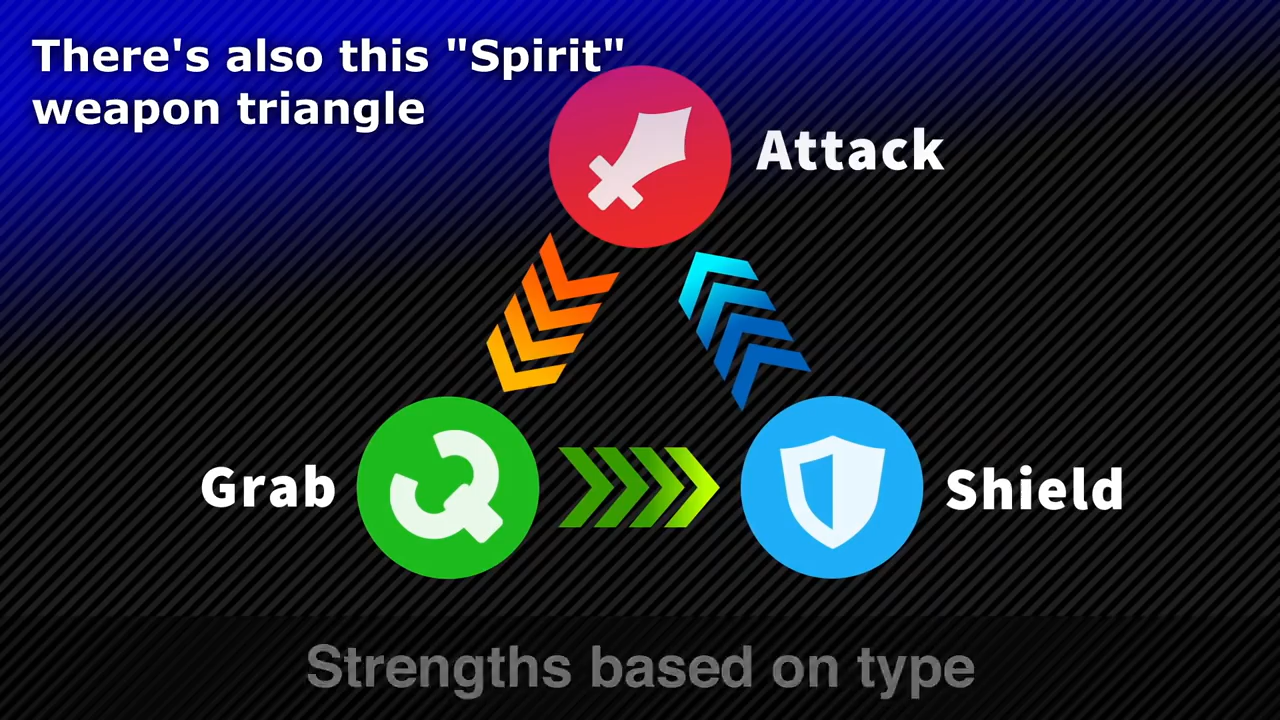 There's also this "Spirit"
weapon triangle
Attack
Grab
Shield
Strengths based on type